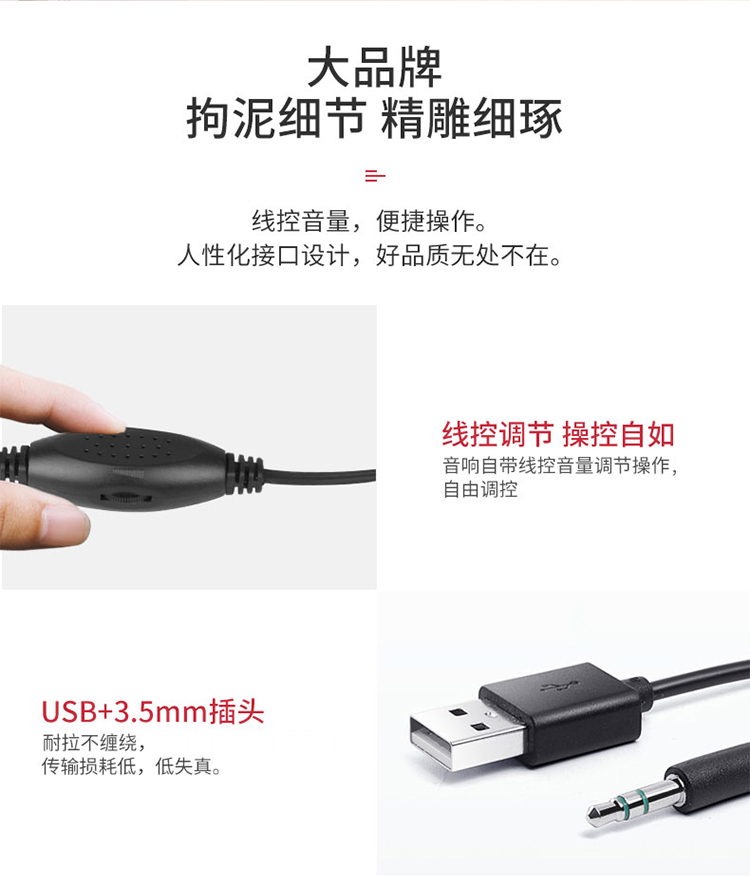 大品牌
拘泥细节 精雕细琢
线控音量，便捷操作。
人性化接口设计，好品质无处不在。
线控调节 操控自如
音响自带线控音量调节操作，
自由调控
USB+3.5mm插头
耐拉不缠绕，
传输损耗低，低失真。